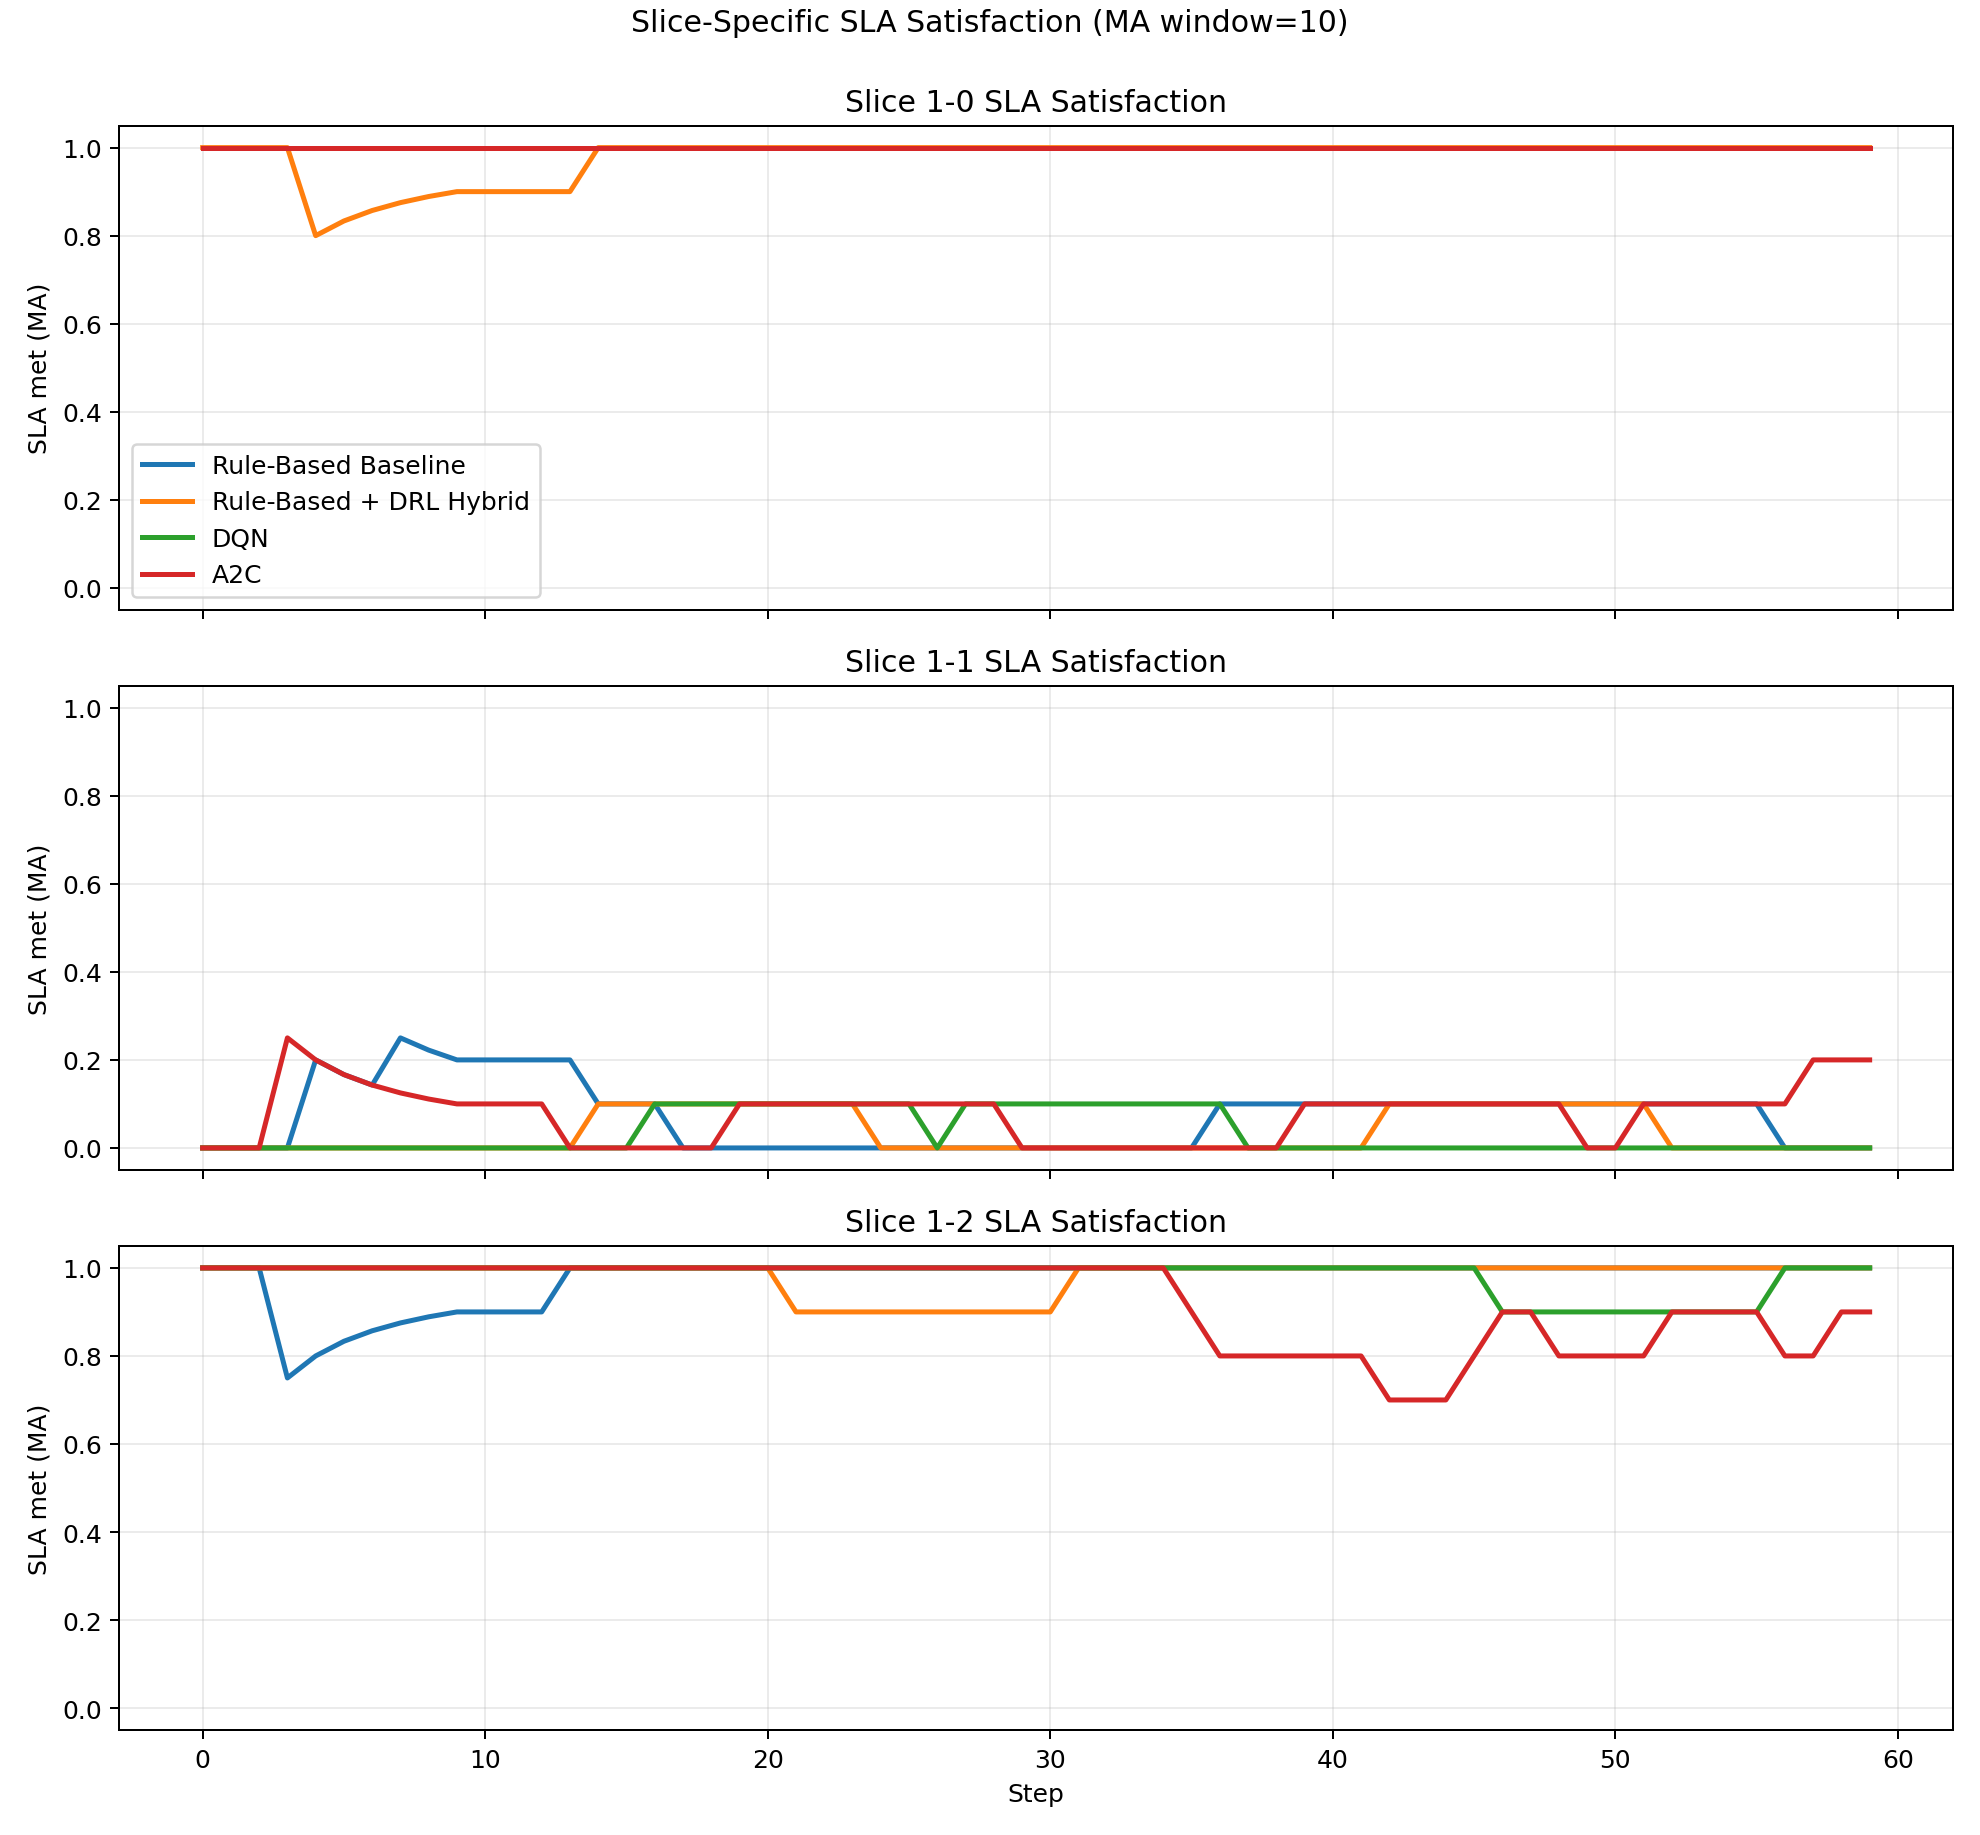 Slice-Specific SLA Satisfaction (MA window=10)
Slice 1-0 SLA Satisfaction
SLA met (MA)
1.0
0.8
0.6
0.4
0.2
0.0
Rule-Based Baseline
Rule-Based + DRL Hybrid
DQN
A2C
Slice 1-1 SLA Satisfaction
SLA met (MA)
1.0
0.8
0.6
0.4
0.2
0.0
Slice 1-2 SLA Satisfaction
SLA met (MA)
1.0
0.8
0.6
0.4
0.2
0.0
0 10 20 30 40 50 60
Step